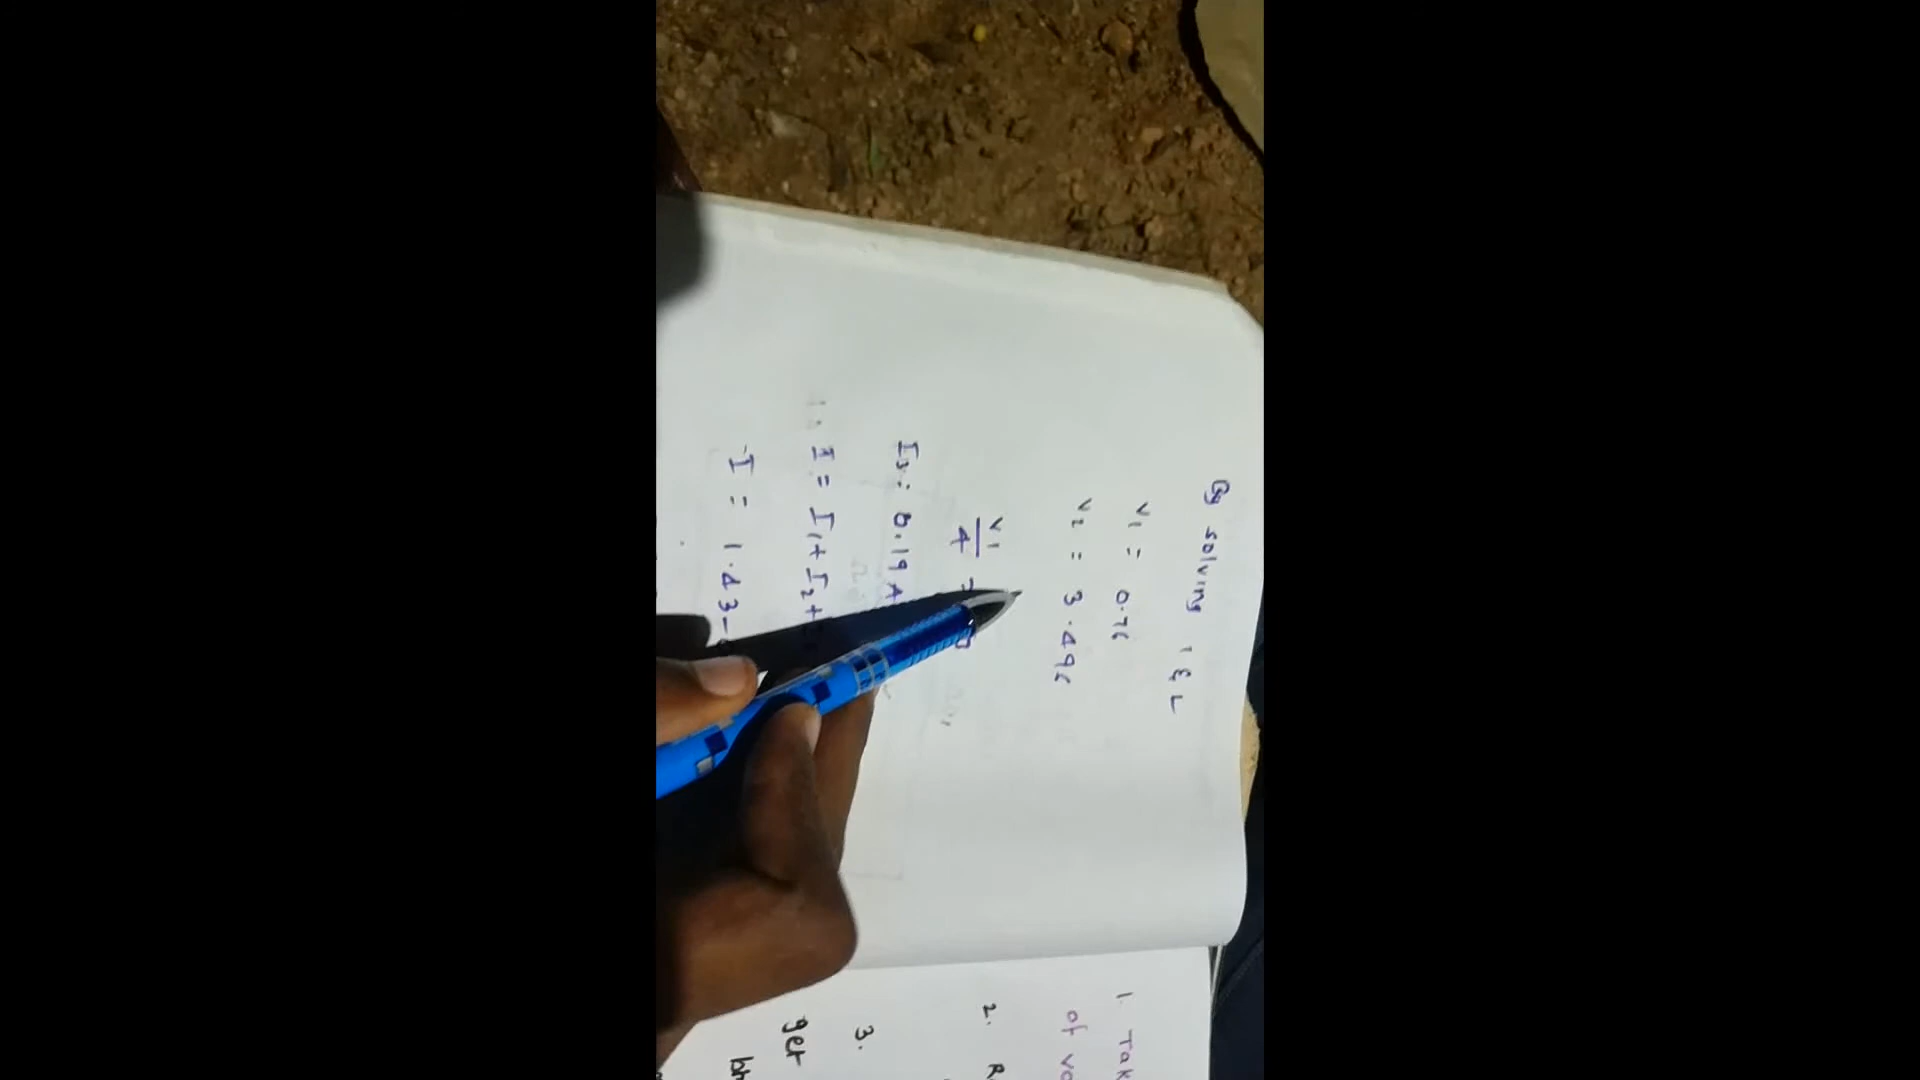 By solving 1 & 2
V1 = 0.76
V2 = 3.496
V1
4
I3 : 0.19 A
I = I1 + I2 +
I = 1.43-
1. Tak
of vo
2. R
3.
get